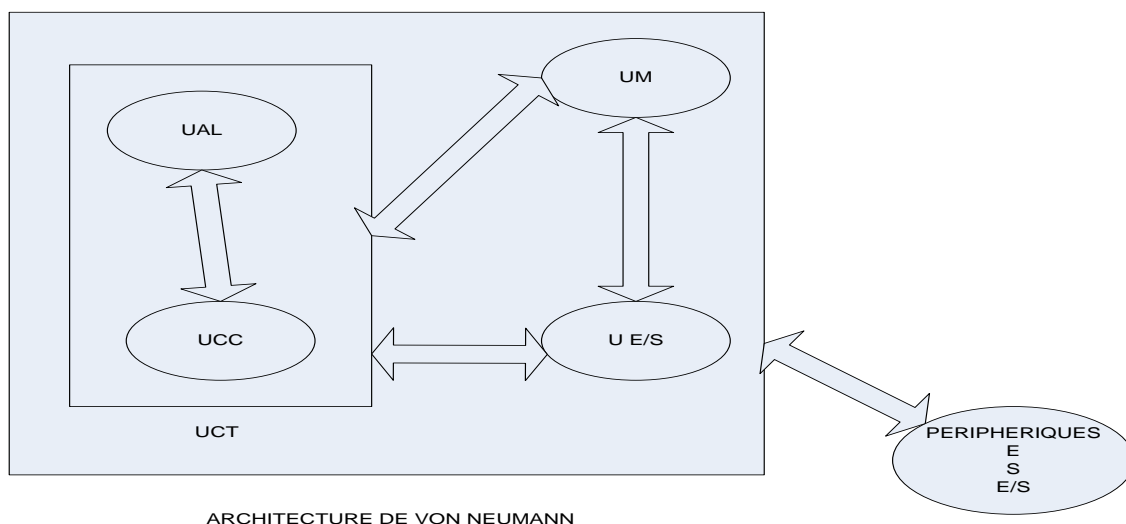 UM
UAL
UCC
U E/S
UCT
PERIPHERIQUES
E
S
E/S
ARCHITECTURE DE VON NEUMANN